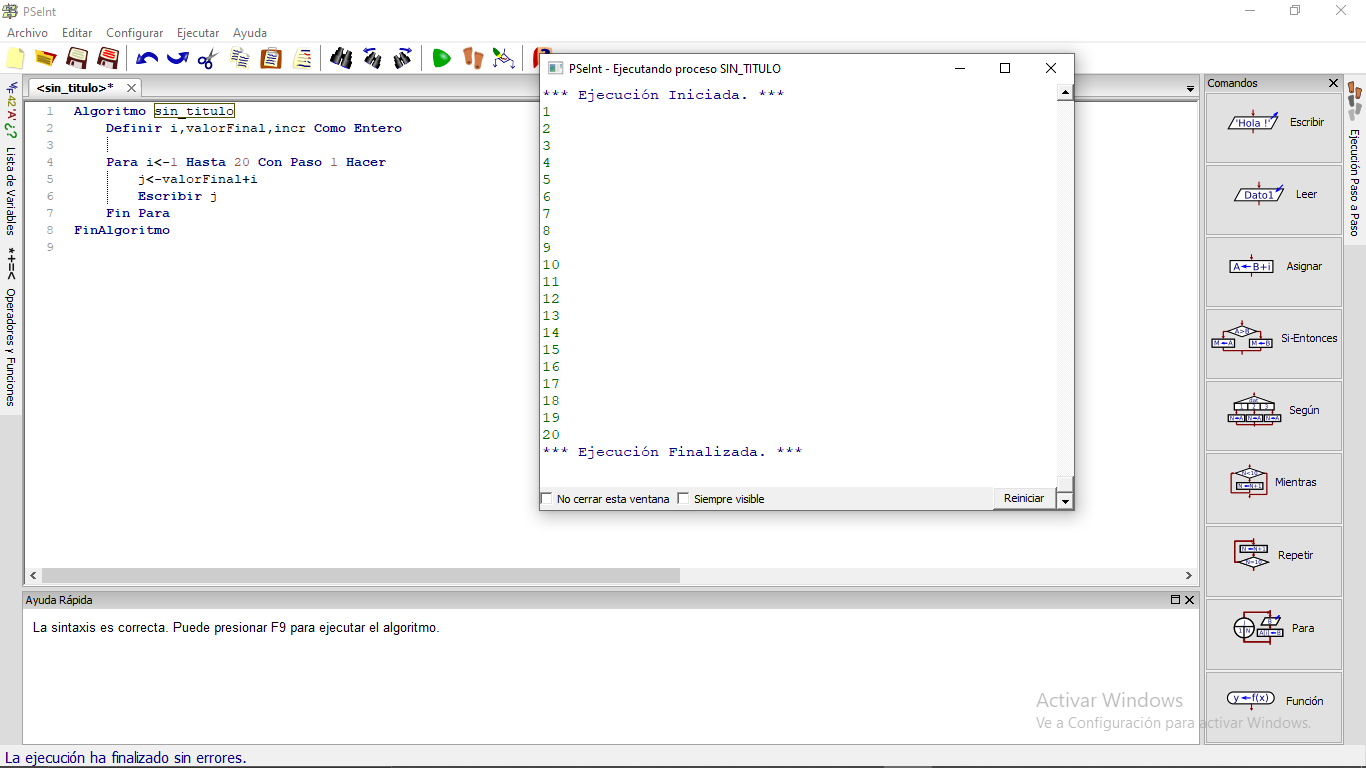 PSeInt
Archivo Editar Configurar Ejecutar Ayuda
<sin_titulo>*
1 Algoritmo sin_titulo
2 Definir i,valorFinal,incr Como Entero
3
4 Para i<-1 Hasta 20 Con Paso 1 Hacer
5 j<-valorFinal+i
6 Escribir j
7 Fin Para
8 FinAlgoritmo
9
Lista de Variables
Operadores y Funciones
PSeInt - Ejecutando proceso SIN_TITULO
*** Ejecución Iniciada. ***
1
2
3
4
5
6
7
8
9
10
11
12
13
14
15
16
17
18
19
20
*** Ejecución Finalizada. ***
No cerrar esta ventana Siempre visible Reiniciar
Comandos
'Hola !' Escribir
Dato1 Leer
A←B+i Asignar
A>B
M←A M←B Si-Entonces
Según
Mientras
Repetir
Para
y←f(x) Función
Ejecución Paso a Paso
Ayuda Rápida
La sintaxis es correcta. Puede presionar F9 para ejecutar el algoritmo.
Activar Windows
Ve a Configuración para activar Windows.
La ejecución ha finalizado sin errores.